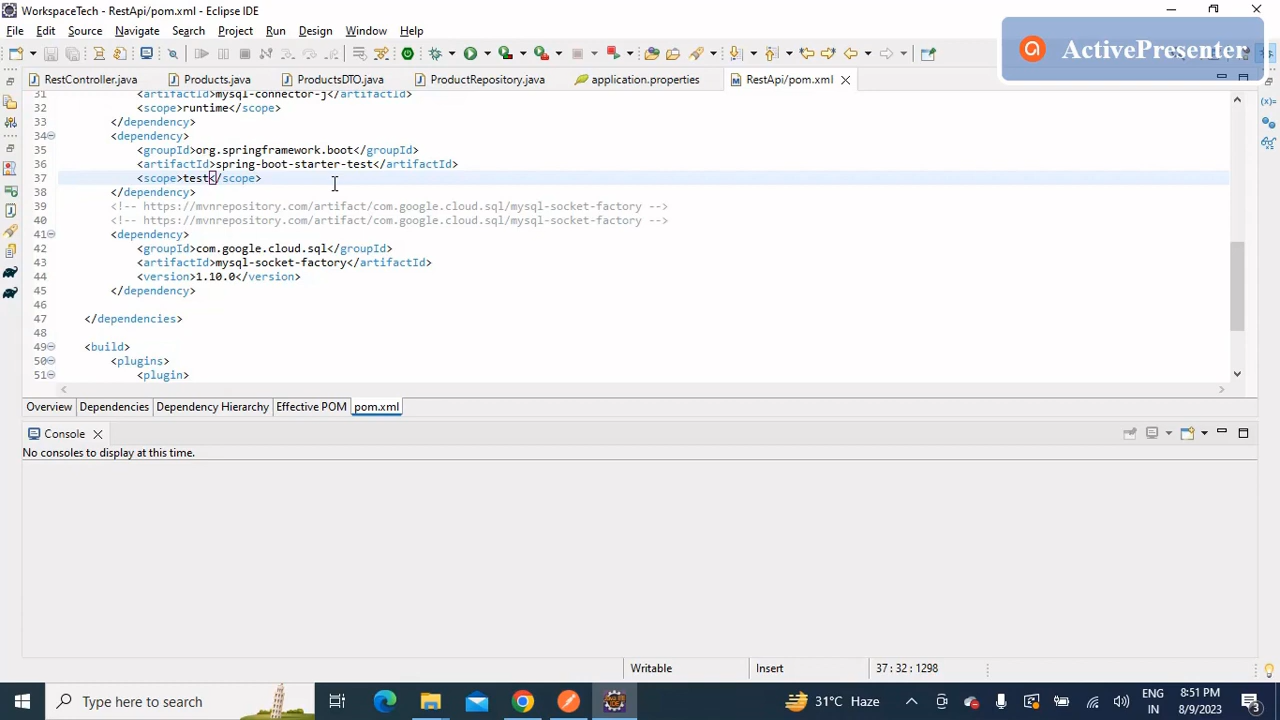 WorkspaceTech - RestApi/pom.xml - Eclipse IDE
File Edit Source Navigate Search Project Run Design Window Help
ActivePresenter
RestController.java Products.java ProductsDTO.java ProductRepository.java application.properties RestApi/pom.xml
31 <artifactId>mysql-connector-j</artifactId>
32 <scope>runtime</scope>
33 </dependency>
34 <dependency>
35 <groupId>org.springframework.boot</groupId>
36 <artifactId>spring-boot-starter-test</artifactId>
37 <scope>test</scope>
38 </dependency>
39 <!-- https://mvnrepository.com/artifact/com.google.cloud.sql/mysql-socket-factory -->
40 <!-- https://mvnrepository.com/artifact/com.google.cloud.sql/mysql-socket-factory -->
41 <dependency>
42 <groupId>com.google.cloud.sql</groupId>
43 <artifactId>mysql-socket-factory</artifactId>
44 <version>1.10.0</version>
45 </dependency>
46
47 </dependencies>
48
49 <build>
50 <plugins>
51 <plugin>
Overview Dependencies Dependency Hierarchy Effective POM pom.xml
Console
No consoles to display at this time.
Writable Insert 37 : 32 : 1298
Type here to search 31°C Haze ENG IN 8:51 PM 8/9/2023 3